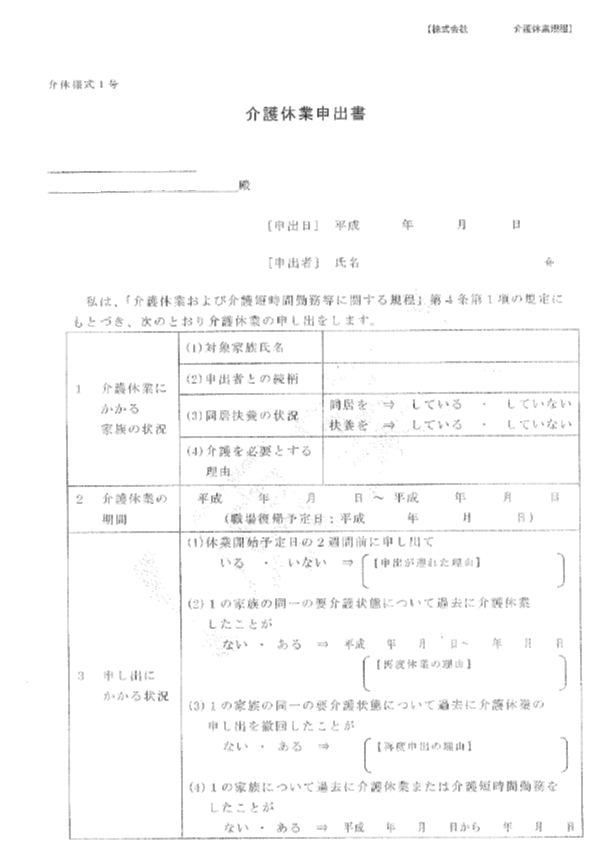 【株式会社　　　　介護休業規程】
介休様式１号
介護休業申出書
殿
［申出日］　平成　　　年　　　月　　　日
［申出者］　氏名
私は、「介護休業および介護短時間勤務等に関する規程」第４条第１項の規定に
もとづき、次のとおり介護休業の申し出をします。
１　介護休業に
かかる
家族の状況
(1)対象家族氏名
(2)申出者との続柄
(3)同居扶養の状況
同居を　⇒　している　・　していない
扶養を　⇒　している　・　していない
(4)介護を必要とする
理由
２　介護休業の
期間
平成　　　年　　　月　　　日　～　平成　　　年　　　月　　　日
（職場復帰予定日：平成　　　年　　　月　　　日）
３　申し出に
かかる状況
(1)休業開始予定日の２週間前に申し出て
いる　・　いない　⇒　【申出が遅れた理由】
(2)１の家族の同一の要介護状態について過去に介護休業
したことが
ない　・　ある　⇒　平成　　年　　月　　日～　　年　　月　　日
【再度休業の理由】
(3)１の家族の同一の要介護状態について過去に介護休業の
申し出を撤回したことが
ない　・　ある　⇒　【再度申出の理由】
(4)１の家族について過去に介護休業または介護短時間勤務を
したことが
ない　・　ある　⇒　平成　　年　　月　　日から　　年　　月　　日